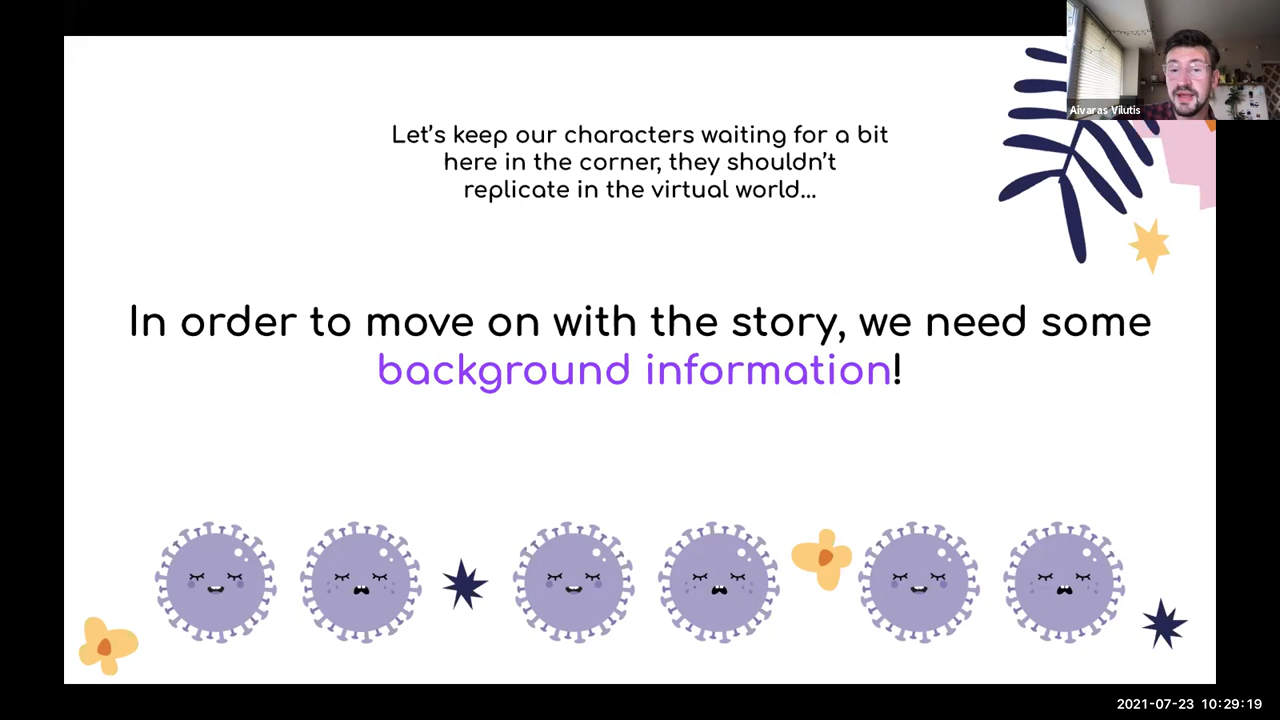 Aivaras Vilutis
Let's keep our characters waiting for a bit
here in the corner, they shouldn't
replicate in the virtual world...
In order to move on with the story, we need some
background information!
2021-07-23 10:29:19